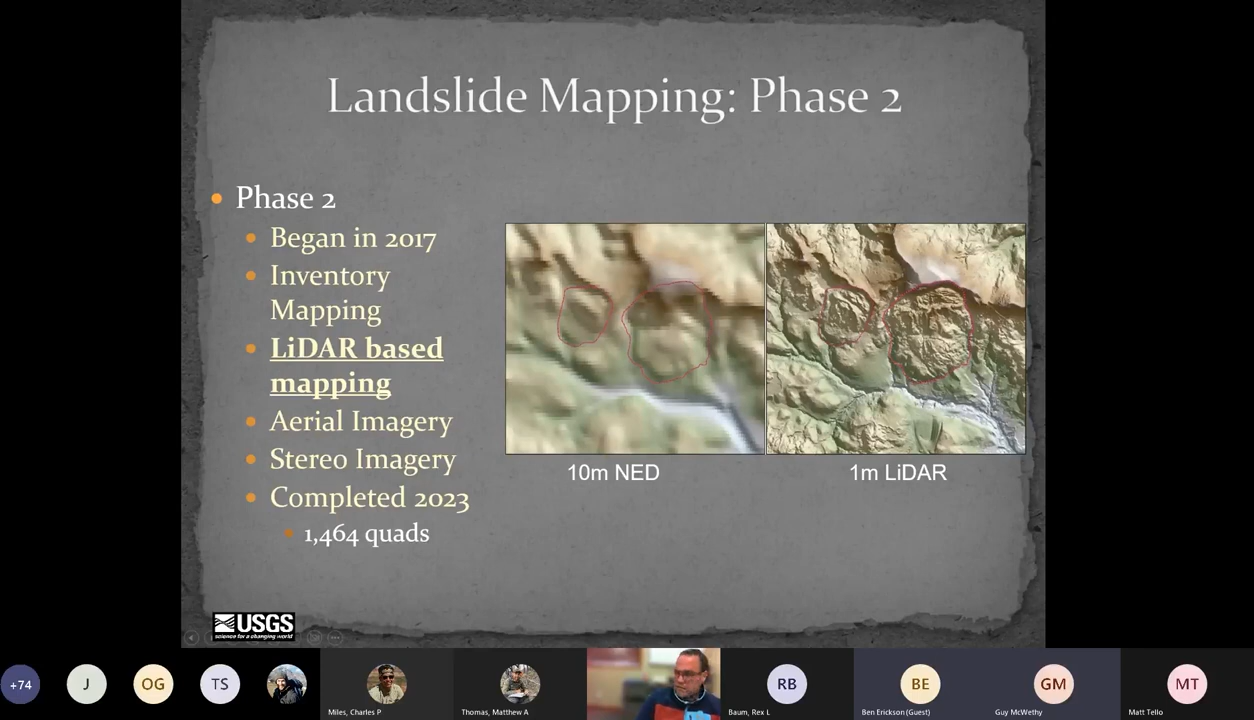 Landslide Mapping: Phase 2
Phase 2
Began in 2017
Inventory
Mapping
LiDAR based
mapping
Aerial Imagery
Stereo Imagery
Completed 2023
1,464 quads
10m NED
1m LiDAR
USGS
science for a changing world
+74
J
OG
TS
RB
BE
GM
MT
Miles, Charles P
Thomas, Matthew A
Baum, Rex L
Ben Erickson (Guest)
Guy McWethy
Matt Tello